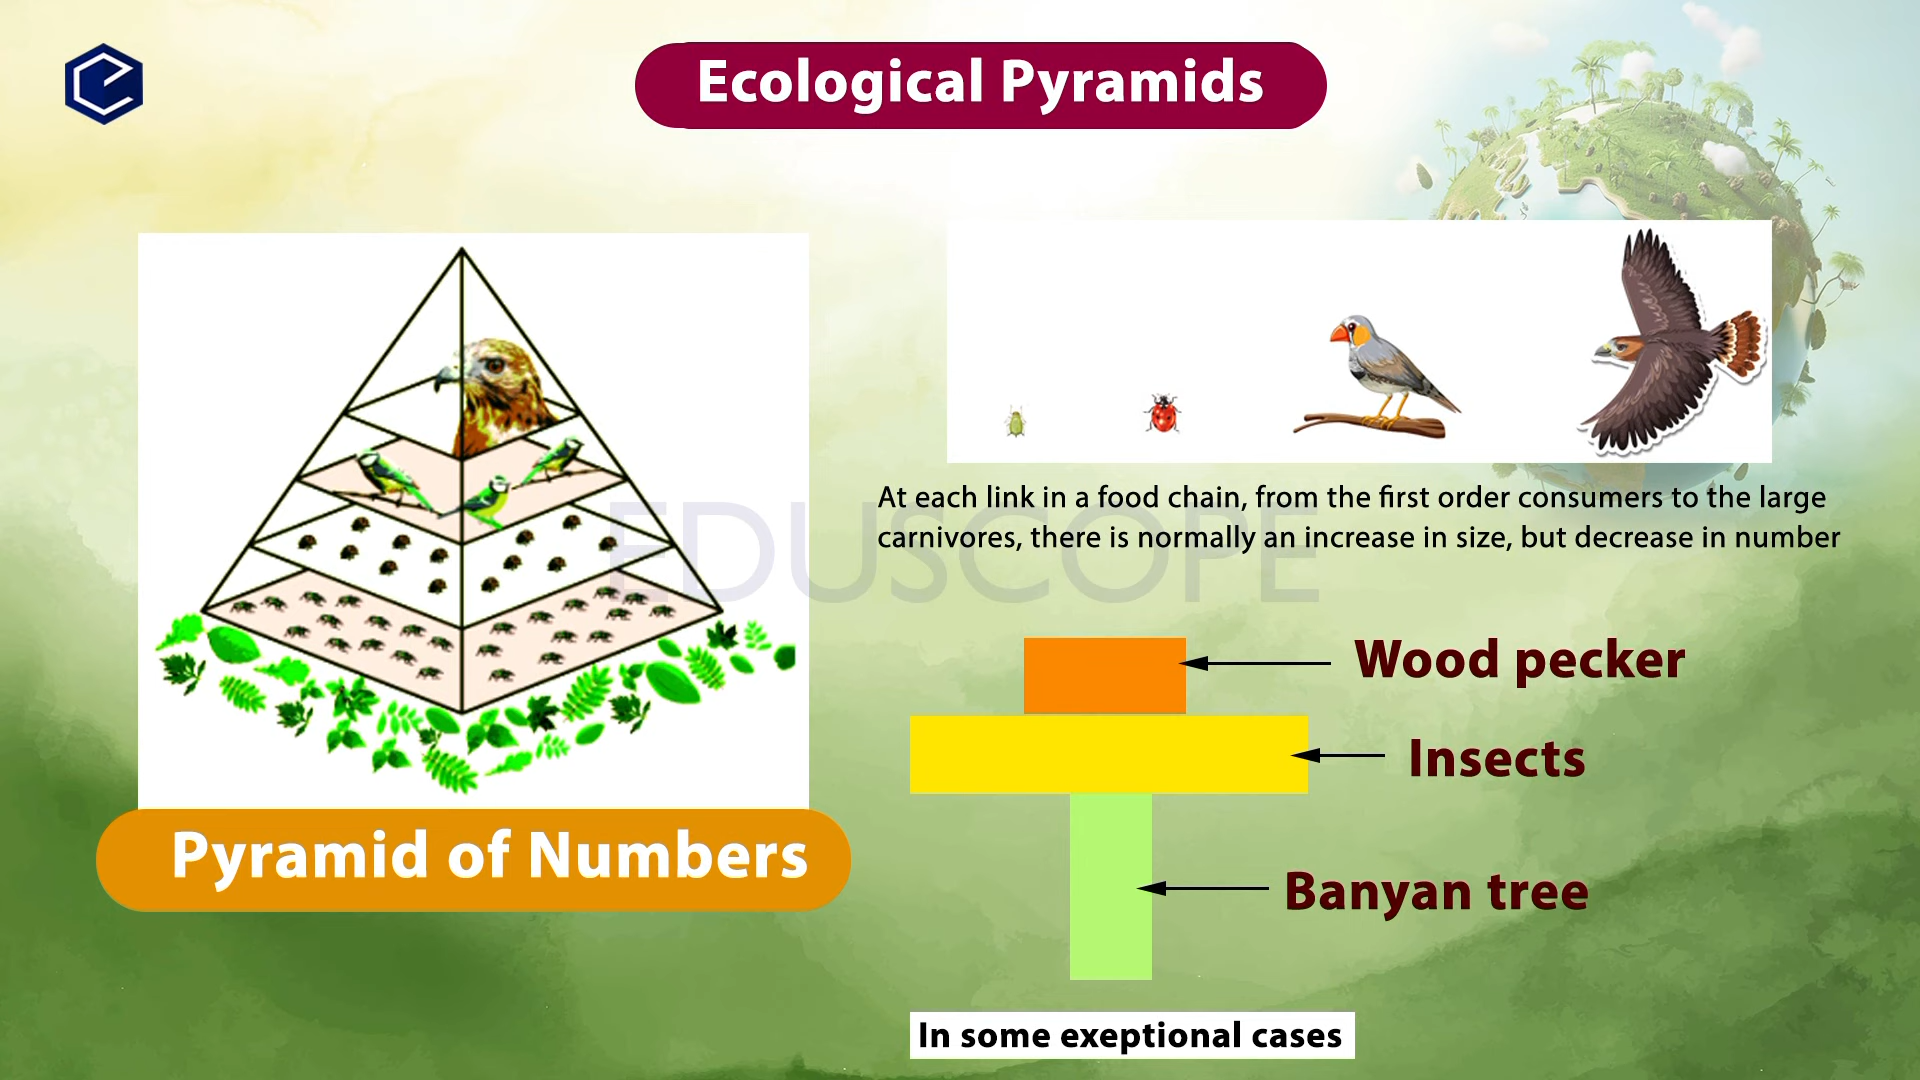 Ecological Pyramids
At each link in a food chain, from the first order consumers to the large
carnivores, there is normally an increase in size, but decrease in number
EDUSCOPE
Wood pecker
Insects
Banyan tree
Pyramid of Numbers
In some exeptional cases